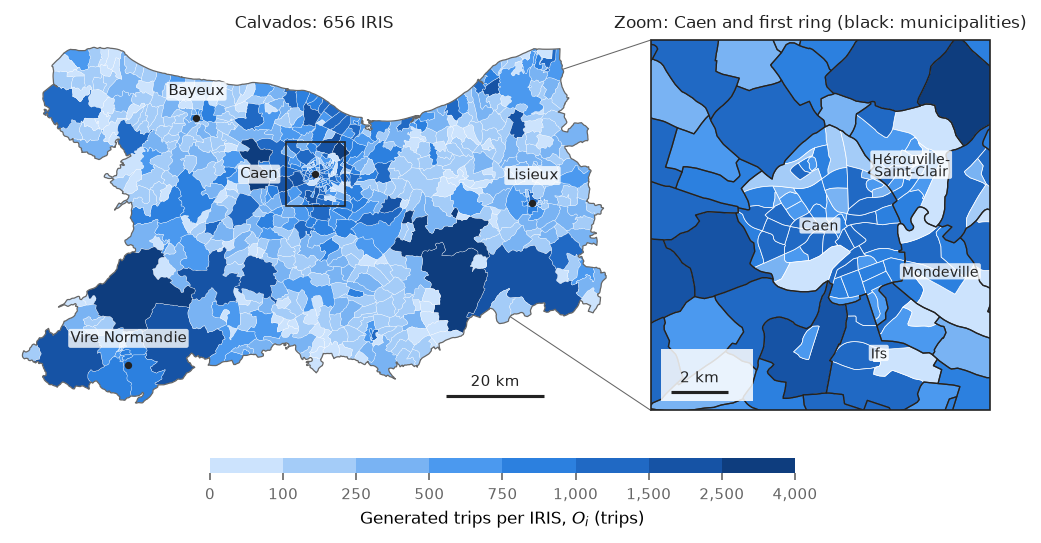 Calvados: 656 IRIS
Zoom: Caen and first ring (black: municipalities)
Bayeux
Caen
Lisieux
Vire Normandie
20 km
Hérouville-
Saint-Clair
Caen
Mondeville
Ifs
2 km
0 100 250 500 750 1,000 1,500 2,500 4,000
Generated trips per IRIS, Oi (trips)